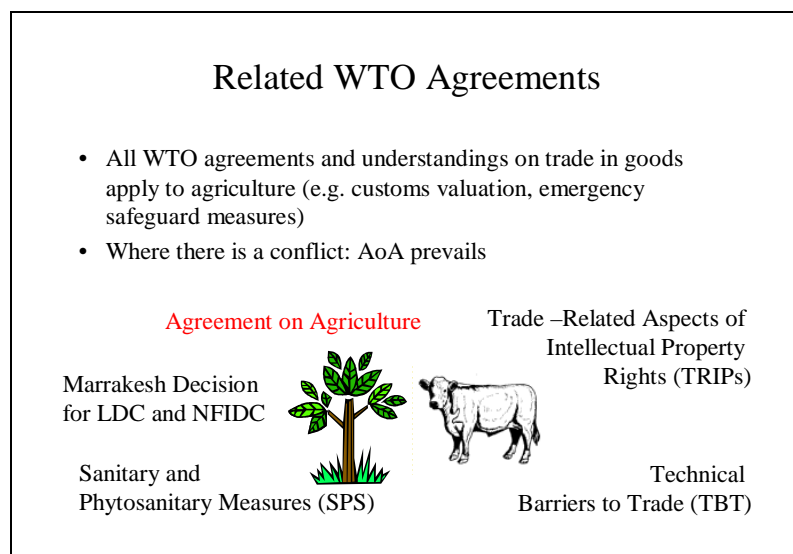 Related WTO Agreements
• All WTO agreements and understandings on trade in goods
apply to agriculture (e.g. customs valuation, emergency
safeguard measures)
• Where there is a conflict: AoA prevails
Agreement on Agriculture
Trade –Related Aspects of
Intellectual Property
Rights (TRIPs)
Marrakesh Decision
for LDC and NFIDC
Sanitary and
Phytosanitary Measures (SPS)
Technical
Barriers to Trade (TBT)